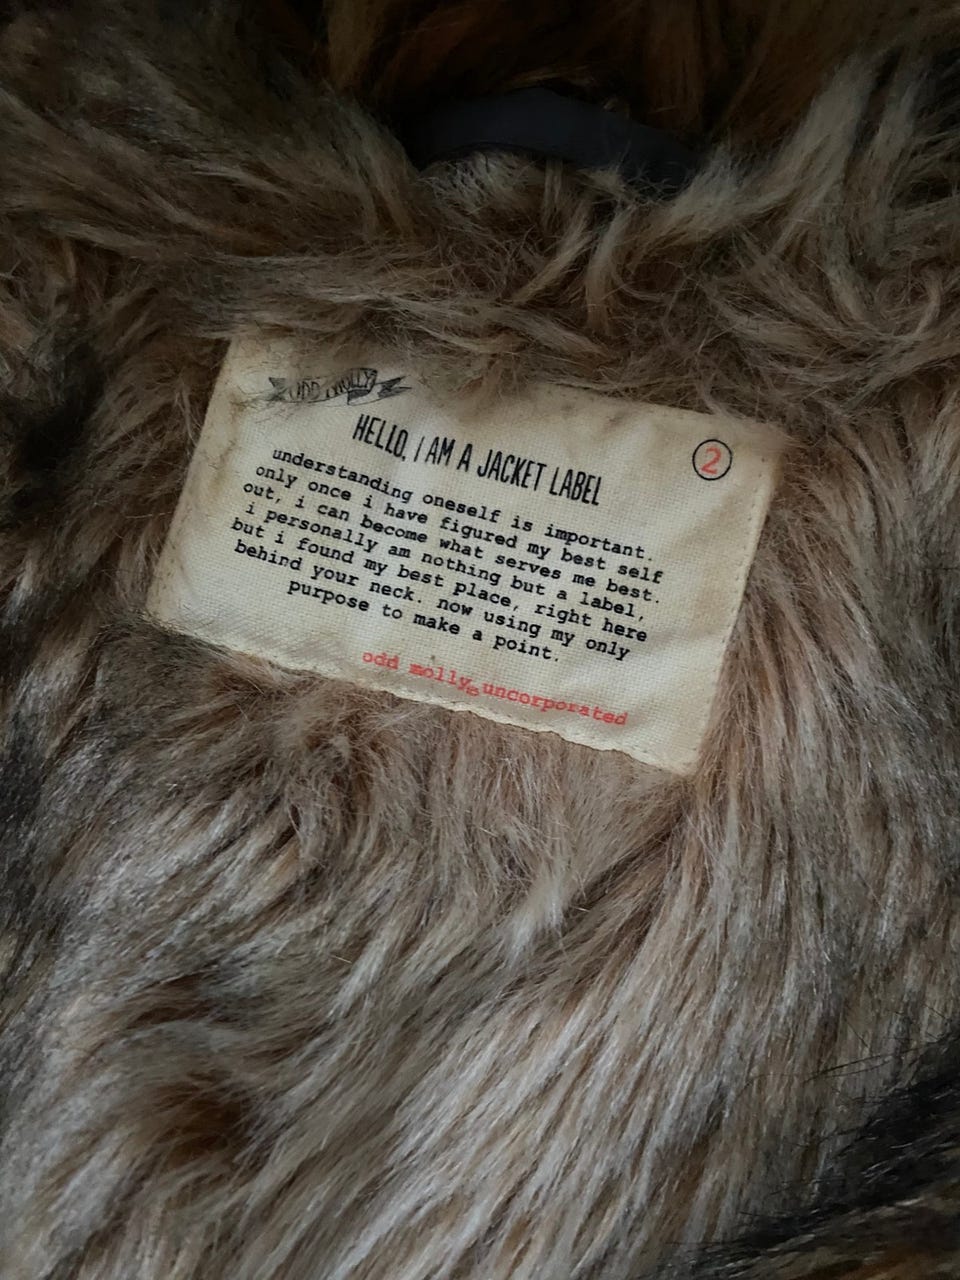 ODD MOLLY
2
HELLO, I AM A JACKET LABEL
understanding oneself is important.
only once i have figured my best self
out, i can become what serves me best.
i personally am nothing but a label,
but i found my best place, right here
behind your neck. now using my only
purpose to make a point.
odd molly® uncorporated